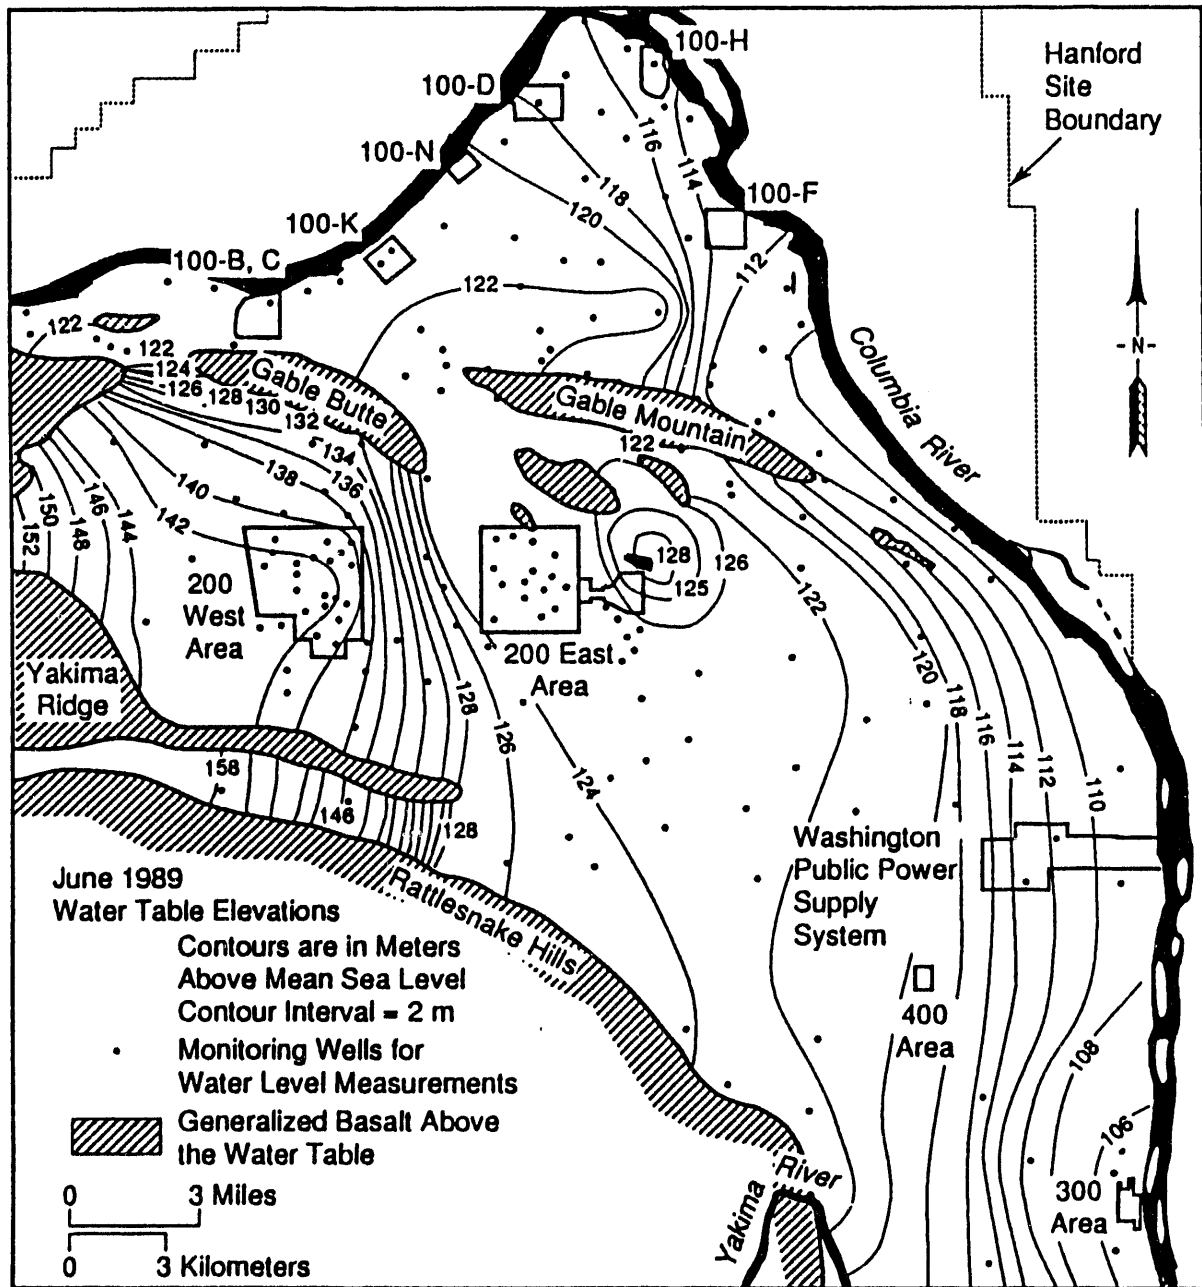 100-H
100-D
100-N
100-K
100-B, C
100-F
Hanford
Site
Boundary
116
114
118
120
112
122
122
122
124
126
128
130
132
134
136
138
140
142
144
146
148
150
152
Gable Butte
Gable Mountain
122
Columbia River
-N-
128
125
126
122
200
West
Area
200 East
Area
Yakima
Ridge
128
126
124
120
118
116
114
112
110
158
146
128
Rattlesnake Hills
Washington
Public Power
Supply
System
400
Area
108
106
300
Area
Yakima River
June 1989
Water Table Elevations
Contours are in Meters
Above Mean Sea Level
Contour Interval = 2 m
Monitoring Wells for
Water Level Measurements
Generalized Basalt Above
the Water Table
0 3 Miles
0 3 Kilometers